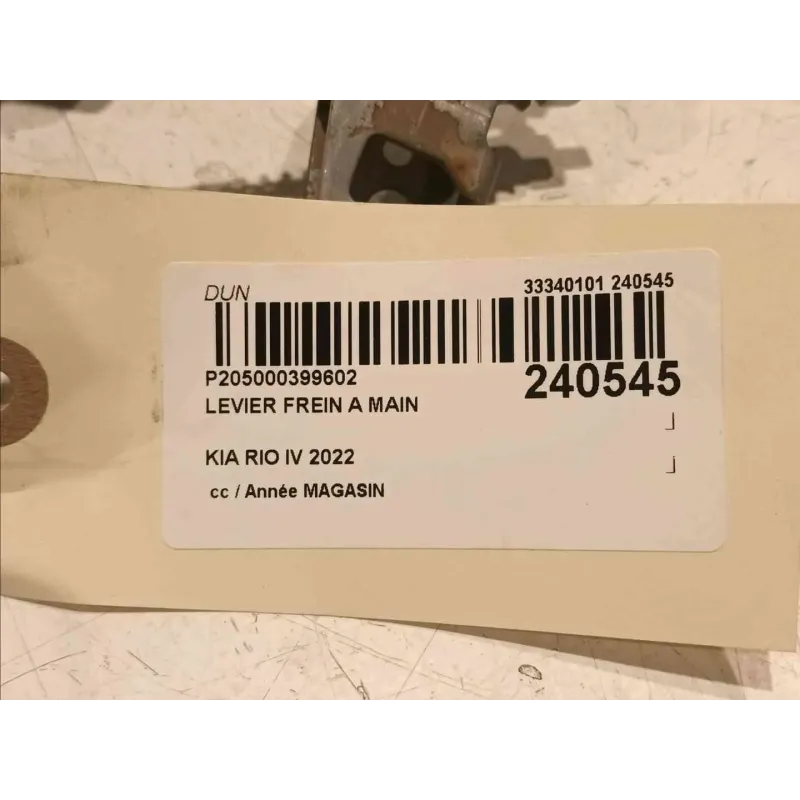 DUN
33340101 240545
P205000399602
240545
LEVIER FREIN A MAIN
KIA RIO IV 2022
cc / Année MAGASIN